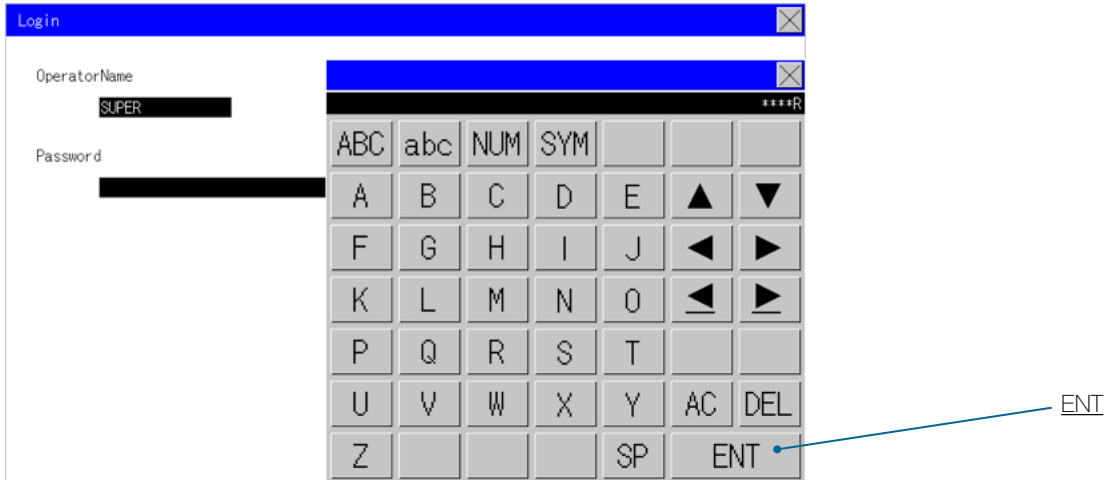 Login
OperatorName
SUPER
Password
****R
ABC abc NUM SYM
A B C D E ▲ ▼
F G H I J ◀ ▶
K L M N O ◀ ▶
P Q R S T
U V W X Y AC DEL
Z SP ENT
ENT